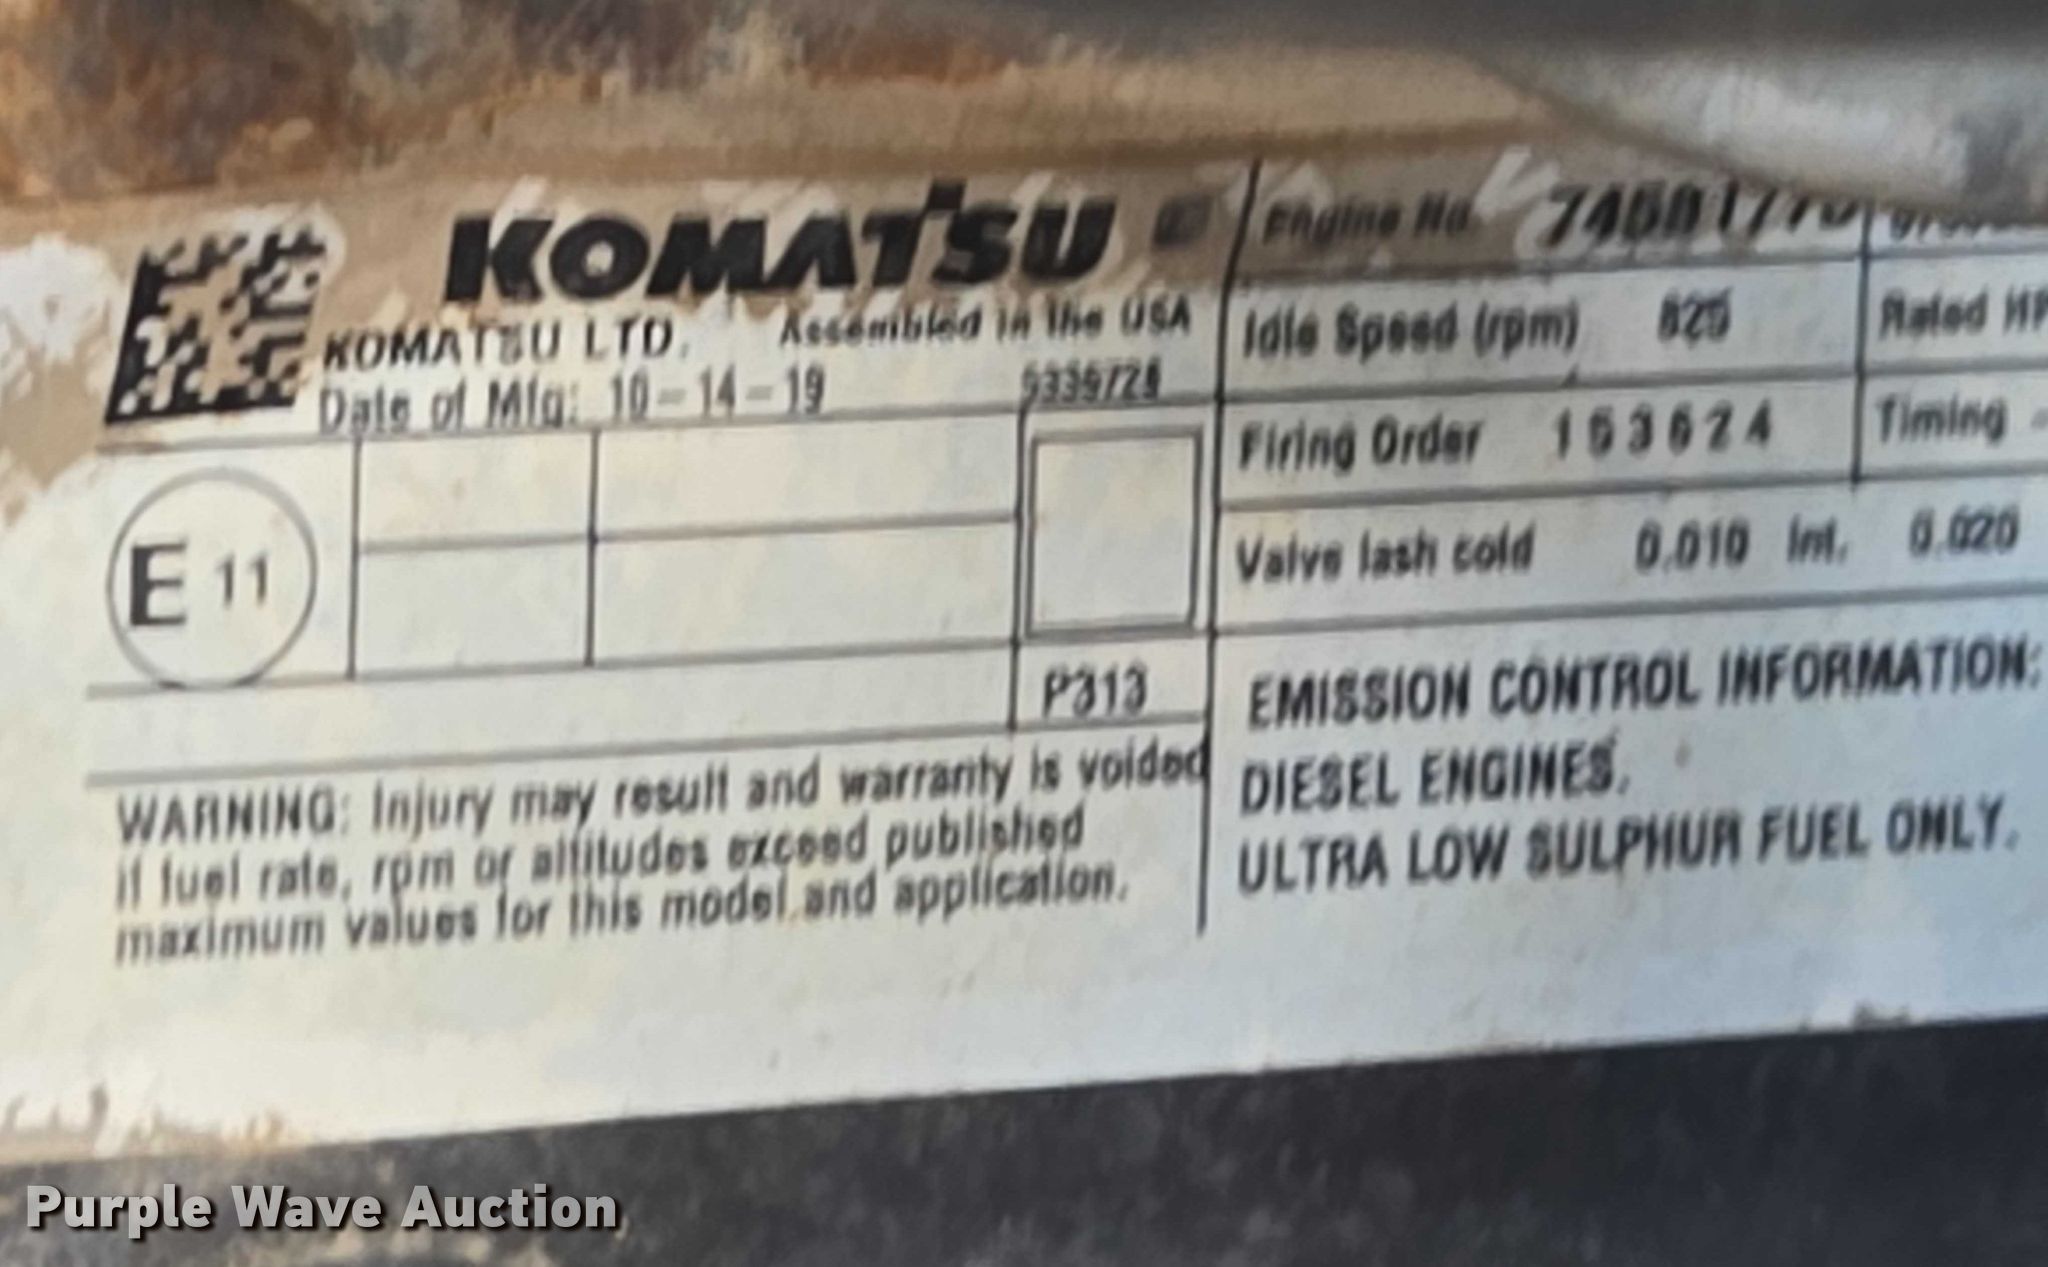 KOMATSU
KOMATSU LTD. Assembled in the USA
Date of Mfg: 10-14-19
E 11
P313
WARNING: Injury may result and warranty is voided
if fuel rate, rpm or altitudes exceed published
maximum values for this model and application.
Engine No.
Idle Speed (rpm) Rated HP
Firing Order 153624 Timing
Valve lash cold 0.010 Int. 0.020
EMISSION CONTROL INFORMATION:
DIESEL ENGINES.
ULTRA LOW SULPHUR FUEL ONLY.
Purple Wave Auction